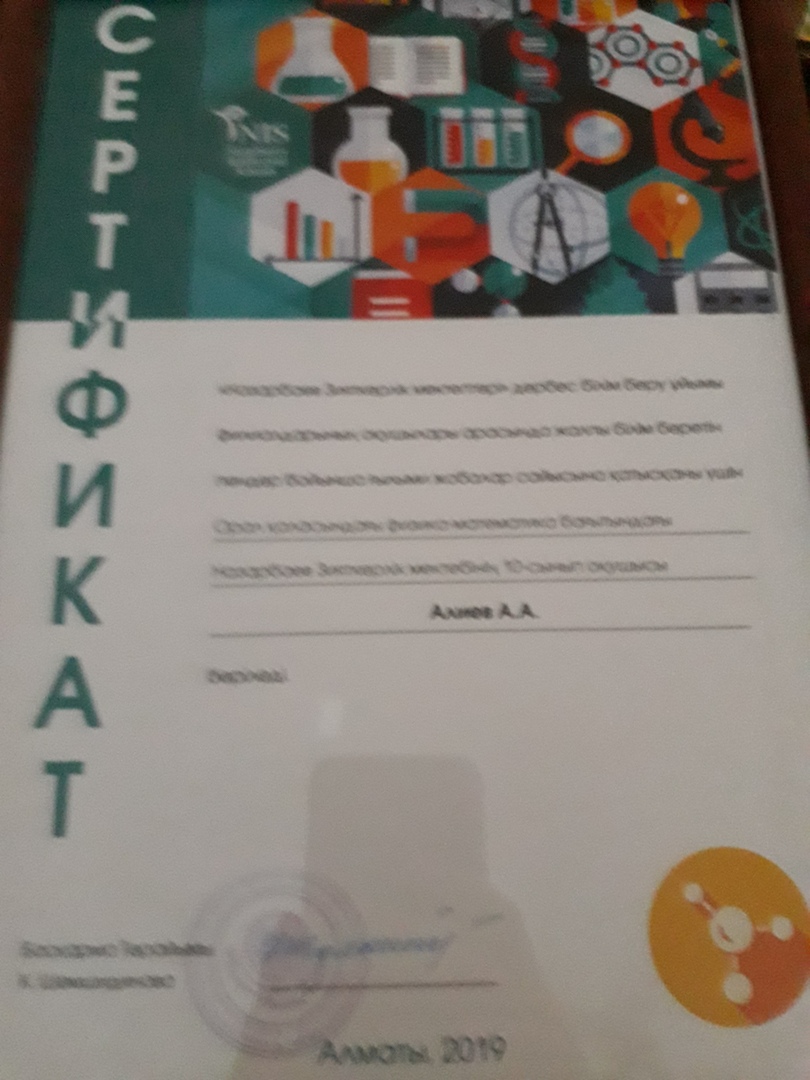 СЕРТИФИКАТ
NIS
«Назарбаев Зияткерлік мектептері» дербес білім беру ұйымы
филиалдарының оқушылары арасында жалпы білім беретін
пәндер бойынша ғылыми жобалар сайысына қатысқаны үшін
Орал қаласындағы физика-математика бағытындағы
Назарбаев Зияткерлік мектебінің 10-сынып оқушысы
Алиев А.А.
берілед
Басқарма Төрайымы
К. Шамшидинова
Алматы, 2019